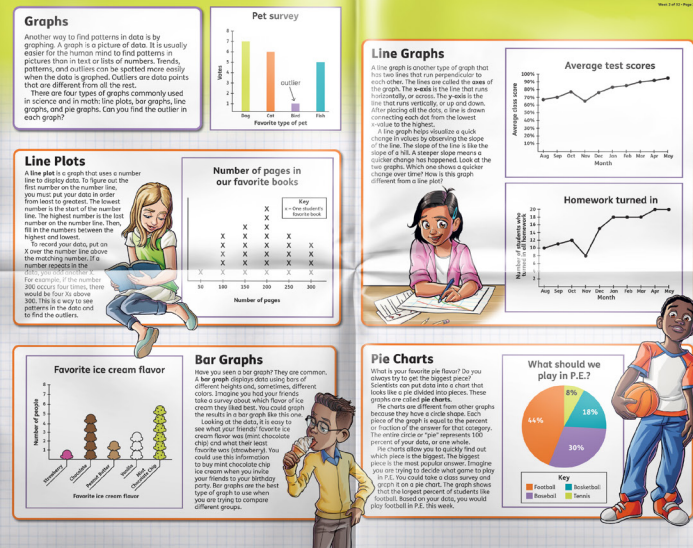 Week 3 of 32 • Page
Graphs
Another way to find patterns in data is by
graphing. A graph is a picture of data. It is usually
easier for the human mind to find patterns in
pictures than in text or lists of numbers. Trends,
patterns, and outliers can be spotted more easily
when the data is graphed. Outliers are data points
that are different from all the rest.
There are four types of graphs commonly used
in science and in math: line plots, bar graphs, line
graphs, and pie graphs. Can you find the outlier in
each graph?
Pet survey
Votes
8
7
6
5
4
3
2
1
outlier
Dog Cat Bird Fish
Favorite type of pet
Line Plots
A line plot is a graph that uses a number
line to display data. To figure out the
first number on the number line,
you must put your data in order
from least to greatest. The lowest
number is the start of the number
line. The highest number is the last
number on the number line. Then,
fill in the numbers between the
highest and lowest.
To record your data, put an
X over the number line above
the matching number. If a
number repeats in the
data, you add another X.
For example, if the number
300 occurs four times, there
would be four Xs above
300. This is a way to see
patterns in the data and
to find the outliers.
Number of pages in
our favorite books
Key
x = One student's
favorite book
50 100 150 200 250 300
Number of pages
Favorite ice cream flavor
Number of people
8
7
6
5
4
3
2
1
Strawberry
Chocolate
Peanut Butter
Vanilla
Mint
Chocolate Chip
Favorite ice cream flavor
Bar Graphs
Have you seen a bar graph? They are common.
A bar graph displays data using bars of
different heights and, sometimes, different
colors. Imagine you had your friends
take a survey about which flavor of ice
cream they liked best. You could graph
the results in a bar graph like this one.
Looking at the data, it is easy to
see what your friends' favorite ice
cream flavor was (mint chocolate
chip) and what their least
favorite was (strawberry). You
could use this information
to buy mint chocolate chip
ice cream when you invite
your friends to your birthday
party. Bar graphs are the best
type of graph to use when
you are trying to compare
different groups.
Line Graphs
A line graph is another type of graph that
has two lines that run perpendicular to
each other. The lines are called the axes of
the graph. The x-axis is the line that runs
horizontally, or across. The y-axis is the
line that runs vertically, or up and down.
After placing all the dots, a line is drawn
connecting each dot from the lowest
x-value to the highest.
A line graph helps visualize a quick
change in values by observing the slope
of the line. The slope of the line is like the
slope of a hill. A steeper slope means a
quicker change has happened. Look at the
two graphs. Which one shows a quick
change over time? How is this graph
different from a line plot?
Average test scores
Average class score
100%
90%
80%
70%
60%
50%
40%
30%
20%
10%
Aug Sep Oct Nov Dec Jan Feb Mar Apr May
Month
Homework turned in
Number of students who
turned in all homework
20
18
16
14
12
10
8
6
4
2
Aug Sep Oct Nov Dec Jan Feb Mar Apr May
Month
Pie Charts
What is your favorite pie flavor? Do you
always try to get the biggest piece?
Scientists can put data into a chart that
looks like a pie divided into pieces. These
graphs are called pie charts.
Pie charts are different from other graphs
because they have a circle shape. Each
piece of the graph is equal to the percent
or fraction of the answer for that category.
The entire circle or "pie" represents 100
percent of your data, or one whole.
Pie charts allow you to quickly find out
which piece is the biggest. The biggest
piece is the most popular answer. Imagine
you are trying to decide what game to play
in P.E. You could take a class survey and
graph it on a pie chart. The graph shows
that the largest percent of students like
football. Based on your data, you would
play football in P.E. this week.
What should we
play in P.E.?
8%
18%
44%
30%
Key
Football Basketball
Baseball Tennis